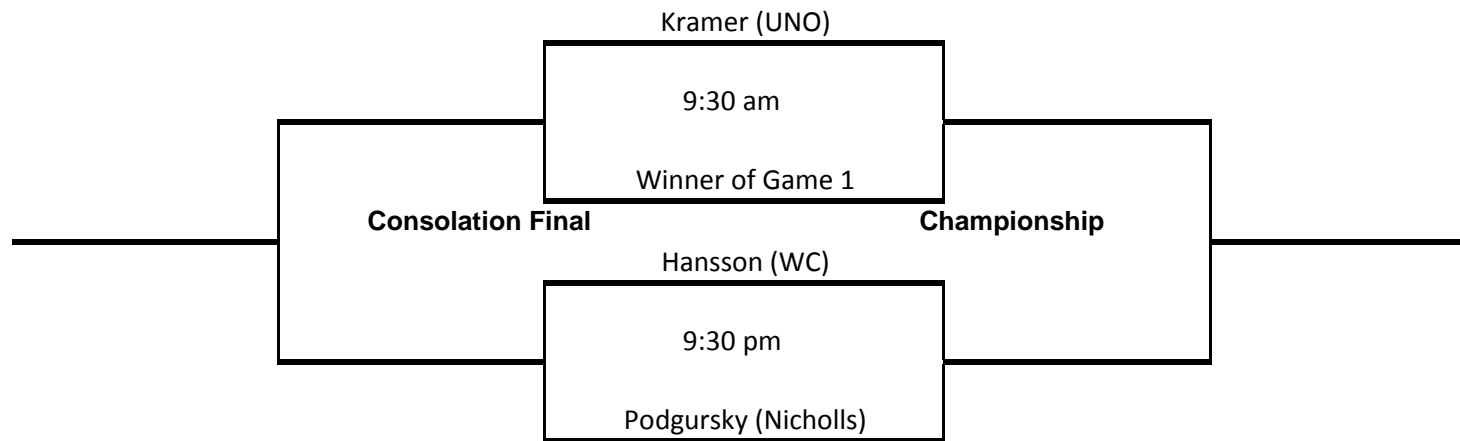 Kramer (UNO)
9:30 am
Winner of Game 1
Consolation Final
Championship
Hansson (WC)
9:30 pm
Podgursky (Nicholls)